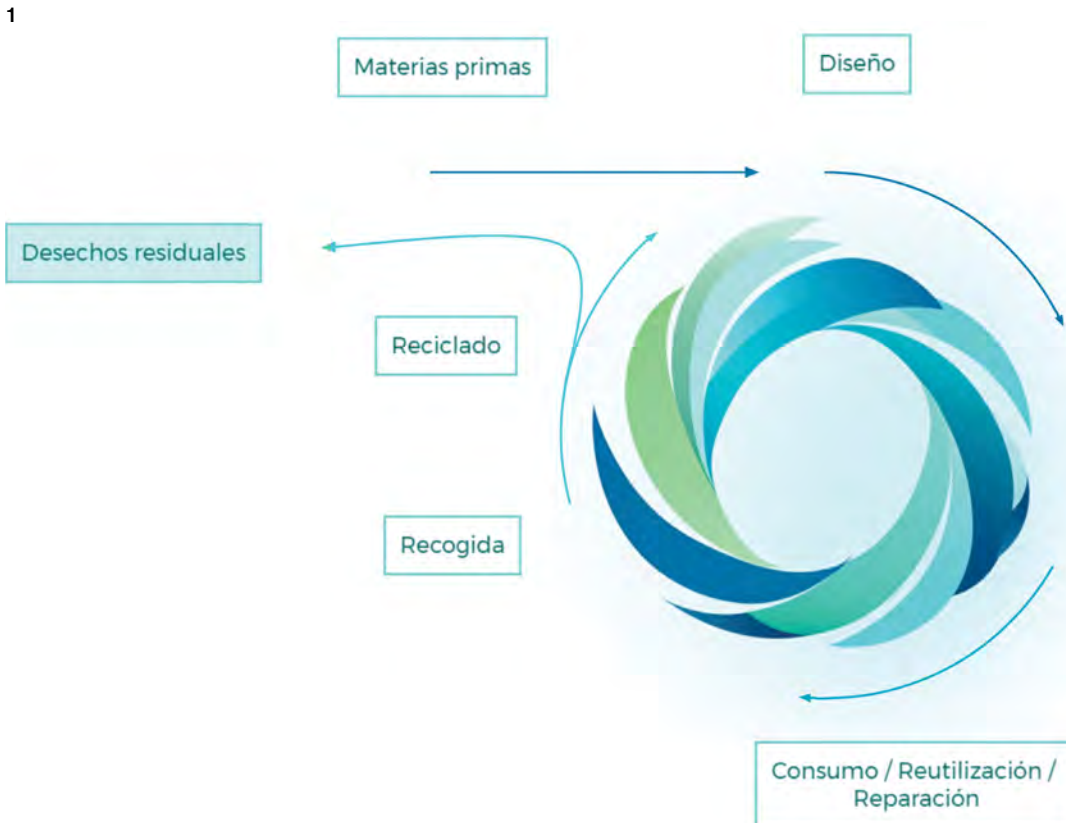 1
Materias primas
Diseño
Desechos residuales
Reciclado
Recogida
Consumo / Reutilización /
Reparación